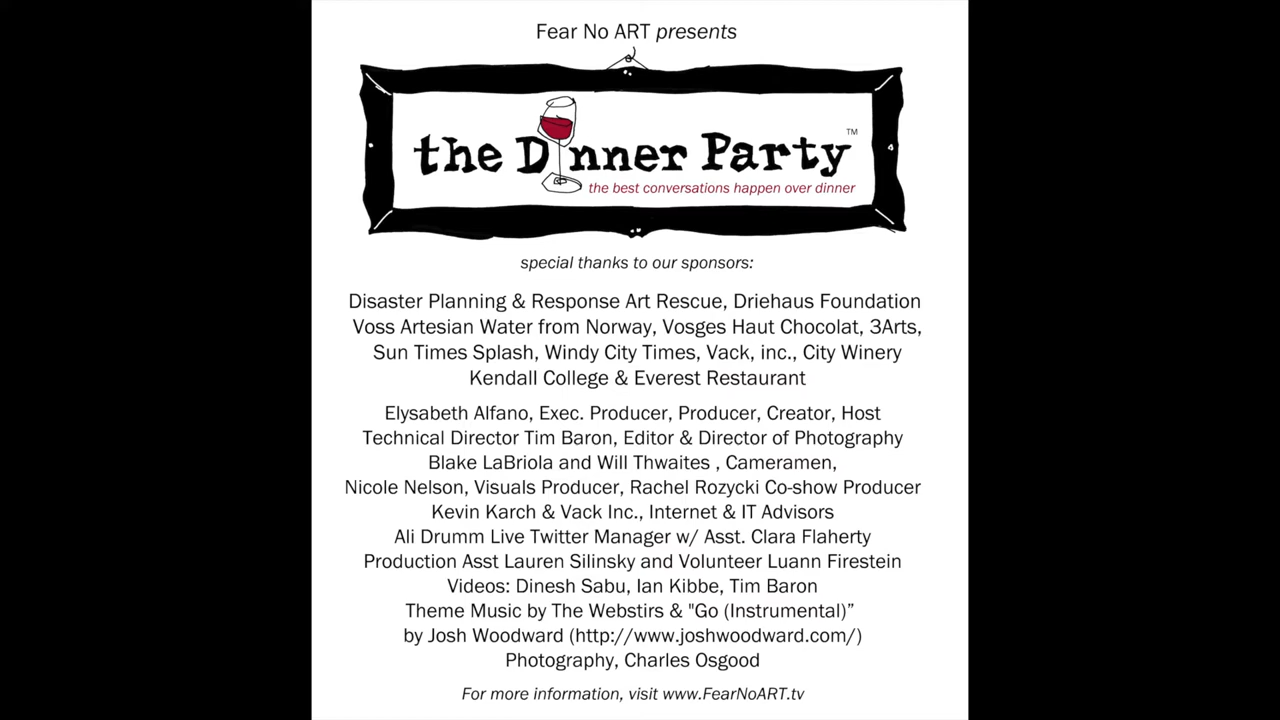 Fear No ART presents
the Dinner Party™
the best conversations happen over dinner
special thanks to our sponsors:
Disaster Planning & Response Art Rescue, Driehaus Foundation
Voss Artesian Water from Norway, Vosges Haut Chocolat, 3Arts,
Sun Times Splash, Windy City Times, Vack, inc., City Winery
Kendall College & Everest Restaurant
Elysabeth Alfano, Exec. Producer, Producer, Creator, Host
Technical Director Tim Baron, Editor & Director of Photography
Blake LaBriola and Will Thwaites , Cameramen,
Nicole Nelson, Visuals Producer, Rachel Rozycki Co-show Producer
Kevin Karch & Vack Inc., Internet & IT Advisors
Ali Drumm Live Twitter Manager w/ Asst. Clara Flaherty
Production Asst Lauren Silinsky and Volunteer Luann Firestein
Videos: Dinesh Sabu, Ian Kibbe, Tim Baron
Theme Music by The Webstirs & "Go (Instrumental)”
by Josh Woodward (http://www.joshwoodward.com/)
Photography, Charles Osgood
For more information, visit www.FearNoART.tv